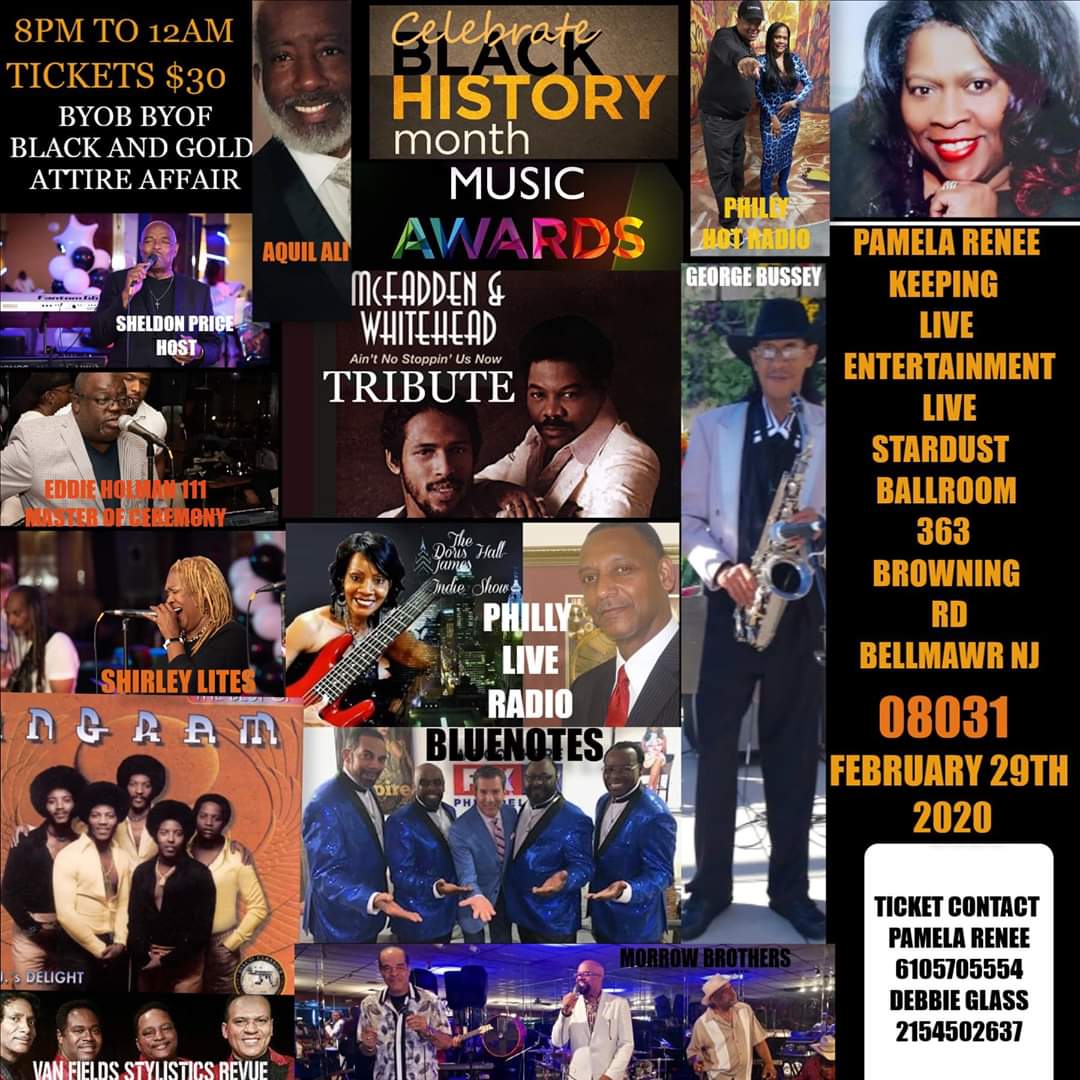 8PM TO 12AM
TICKETS $30
BYOB BYOF
BLACK AND GOLD
ATTIRE AFFAIR
AQUIL ALI
Celebrate
BLACK
HISTORY
month
MUSIC
AWARDS
PHILLY
HOT RADIO
SHELDON PRICE
HOST
McFADDEN &
WHITEHEAD
Ain't No Stoppin' Us Now
TRIBUTE
GEORGE BUSSEY
EDDIE HOLMAN 111
MASTER OF CEREMONY
SHIRLEY LITES
The
Doris Hall-
James
Indie Show
PHILLY
LIVE
RADIO
THE BEST OF
NGRAM
's DELIGHT
BLUENOTES
VAN FIELDS STYLISTICS REVUE
MORROW BROTHERS
PAMELA RENEE
KEEPING
LIVE
ENTERTAINMENT
LIVE
STARDUST
BALLROOM
363
BROWNING
RD
BELLMAWR NJ
08031
FEBRUARY 29TH
2020
TICKET CONTACT
PAMELA RENEE
6105705554
DEBBIE GLASS
2154502637